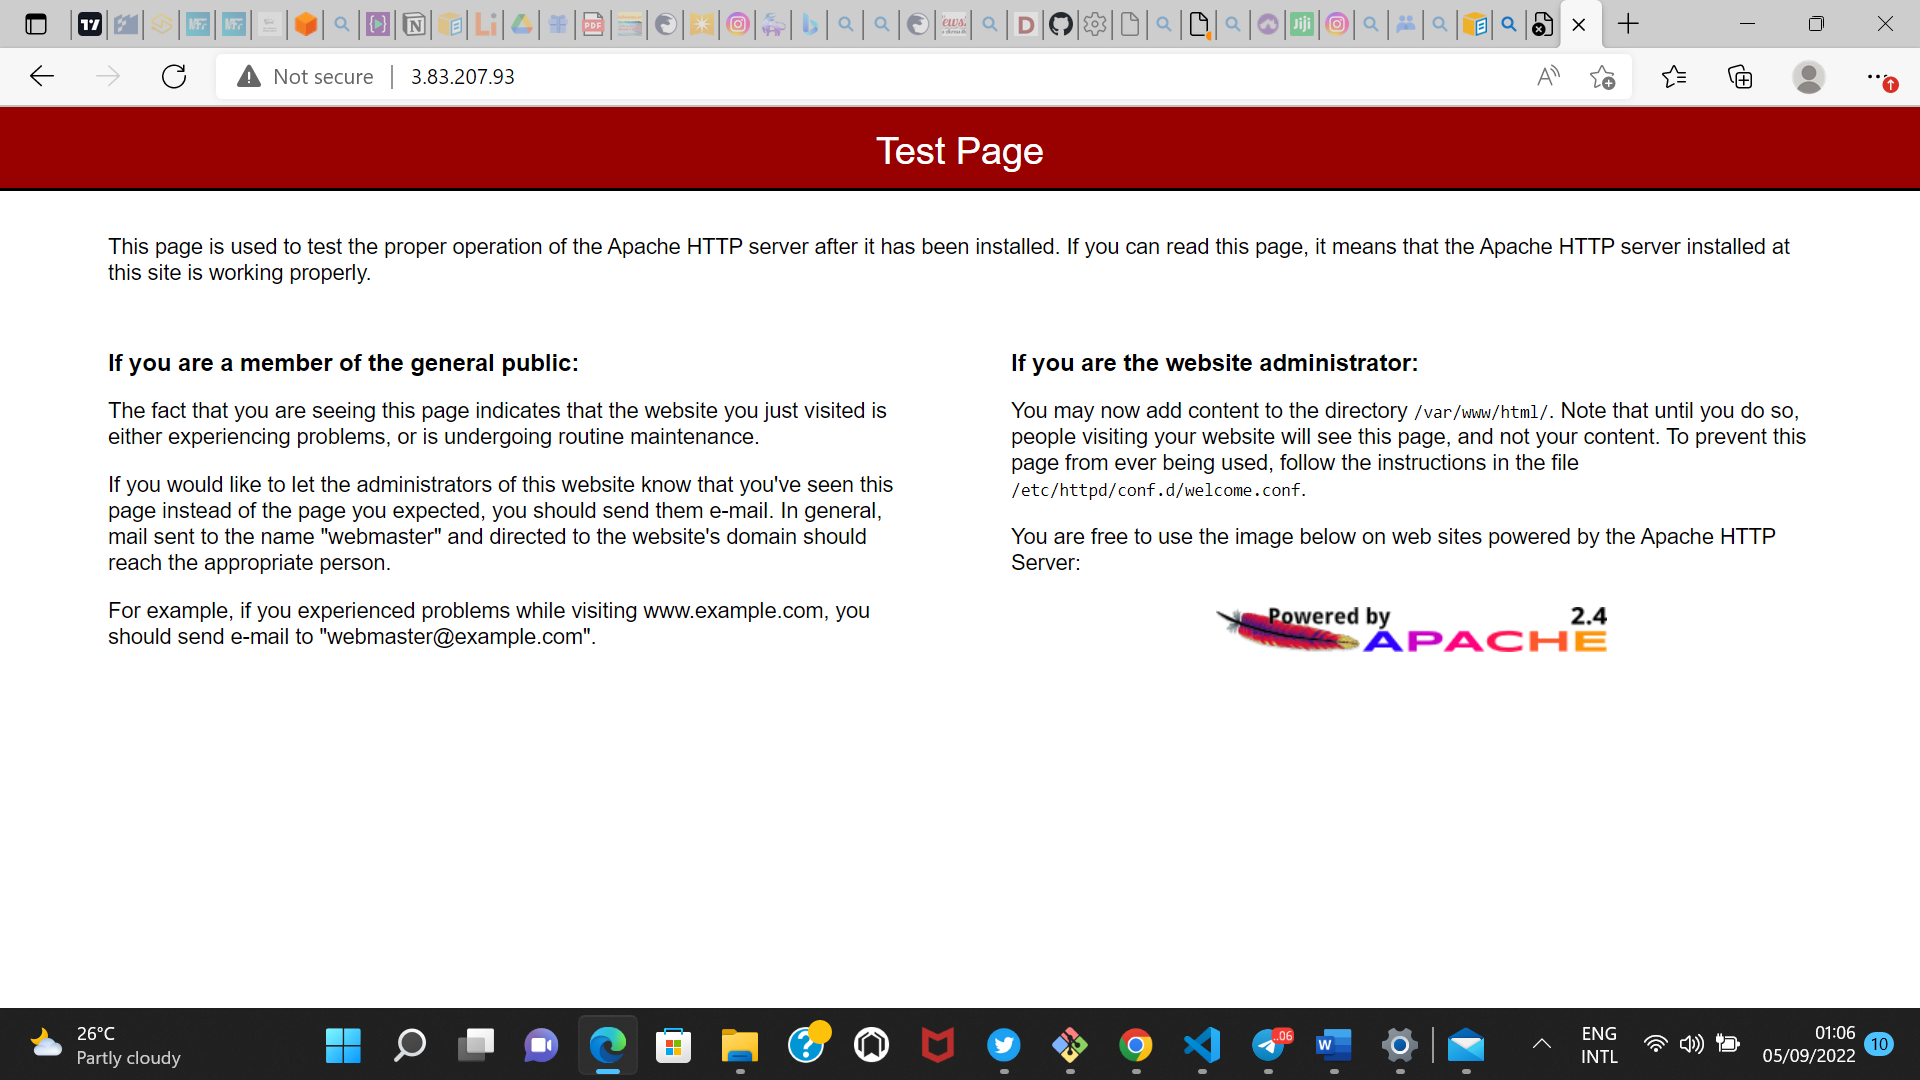 Not secure
3.83.207.93
Test Page
This page is used to test the proper operation of the Apache HTTP server after it has been installed. If you can read this page, it means that the Apache HTTP server installed at
this site is working properly.
If you are a member of the general public:
The fact that you are seeing this page indicates that the website you just visited is
either experiencing problems, or is undergoing routine maintenance.
If you would like to let the administrators of this website know that you've seen this
page instead of the page you expected, you should send them e-mail. In general,
mail sent to the name "webmaster" and directed to the website's domain should
reach the appropriate person.
For example, if you experienced problems while visiting www.example.com, you
should send e-mail to "webmaster@example.com".
If you are the website administrator:
You may now add content to the directory /var/www/html/. Note that until you do so,
people visiting your website will see this page, and not your content. To prevent this
page from ever being used, follow the instructions in the file
/etc/httpd/conf.d/welcome.conf.
You are free to use the image below on web sites powered by the Apache HTTP
Server:
Powered by 2.4
APACHE
26°C
Partly cloudy
ENG
INTL
01:06
05/09/2022
10